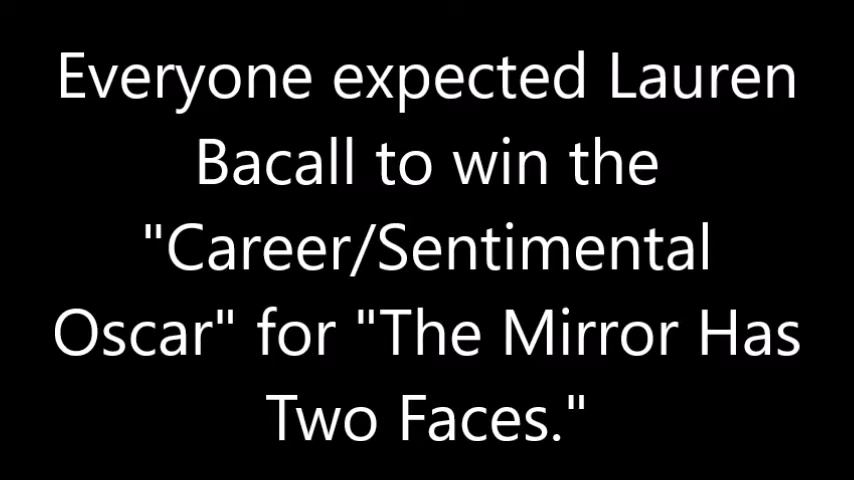 Everyone expected Lauren
Bacall to win the
"Career/Sentimental
Oscar" for "The Mirror Has
Two Faces."